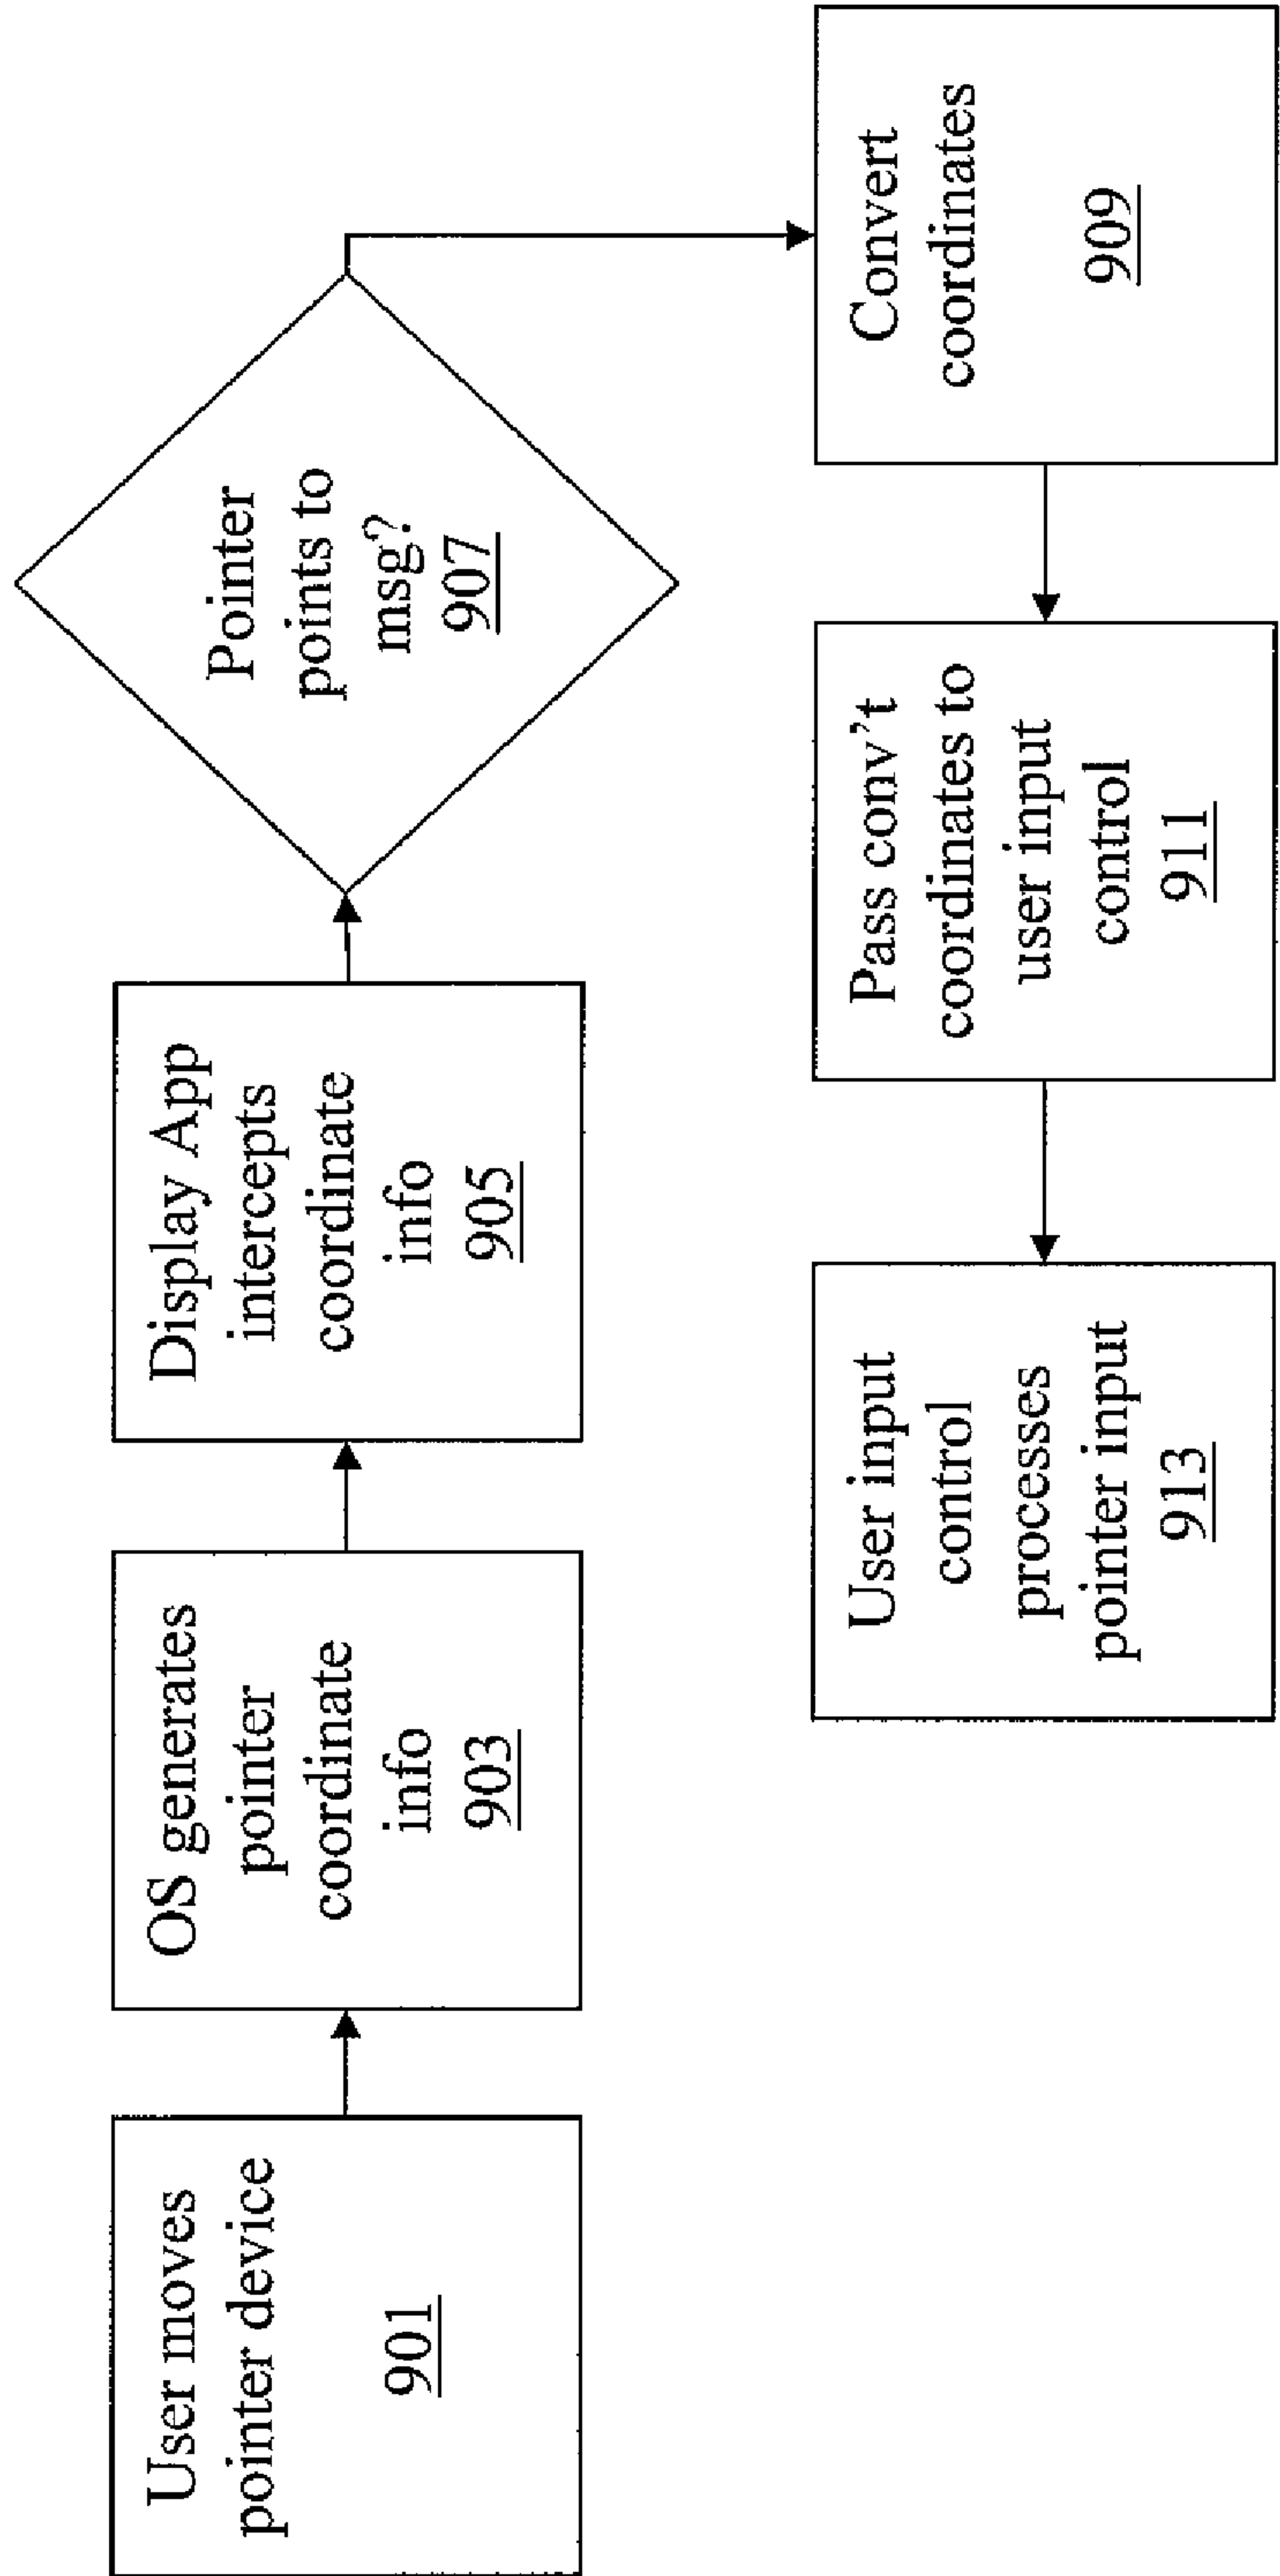 User moves
pointer device
901
OS generates
pointer
coordinate
info
903
Display App
intercepts
coordinate
info
905
Pointer
points to
msg?
907
Convert
coordinates
909
Pass conv't
coordinates to
user input
control
911
User input
control
processes
pointer input
913